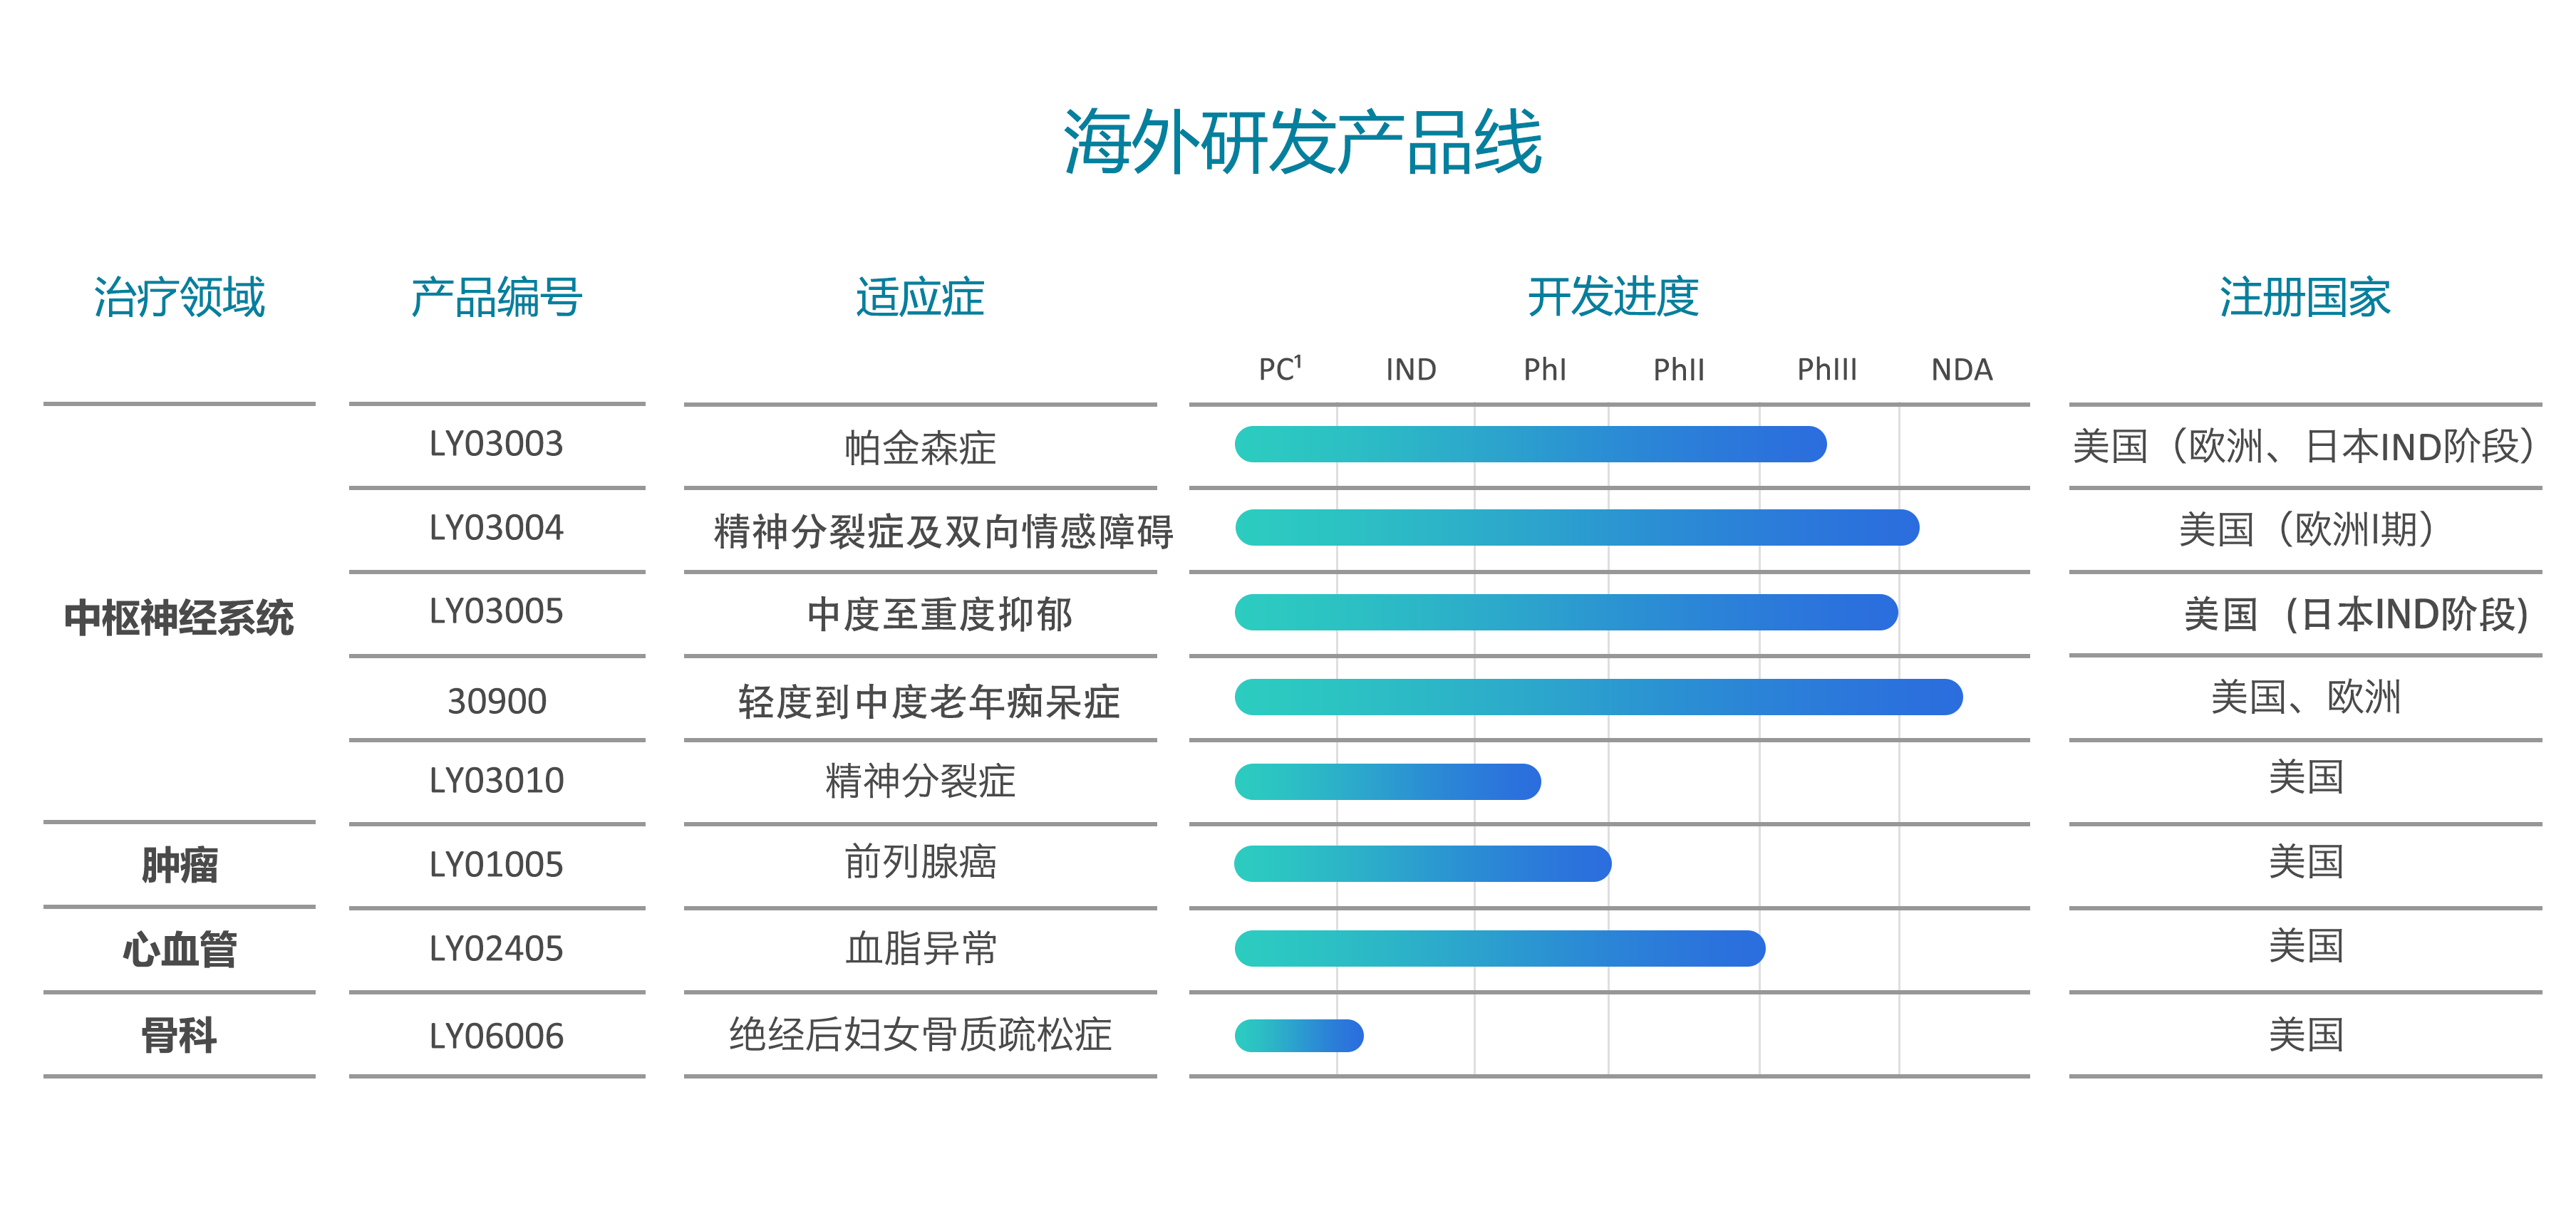 海外研发产品线
治疗领域 产品编号 适应症 开发进度 注册国家
PC¹ IND PhI PhII PhIII NDA
LY03003 帕金森症 美国（欧洲、日本IND阶段）
LY03004 精神分裂症及双向情感障碍 美国（欧洲I期）
中枢神经系统
LY03005 中度至重度抑郁 美国 (日本IND阶段)
30900 轻度到中度老年痴呆症 美国、欧洲
LY03010 精神分裂症 美国
肿瘤 LY01005 前列腺癌 美国
心血管 LY02405 血脂异常 美国
骨科 LY06006 绝经后妇女骨质疏松症 美国